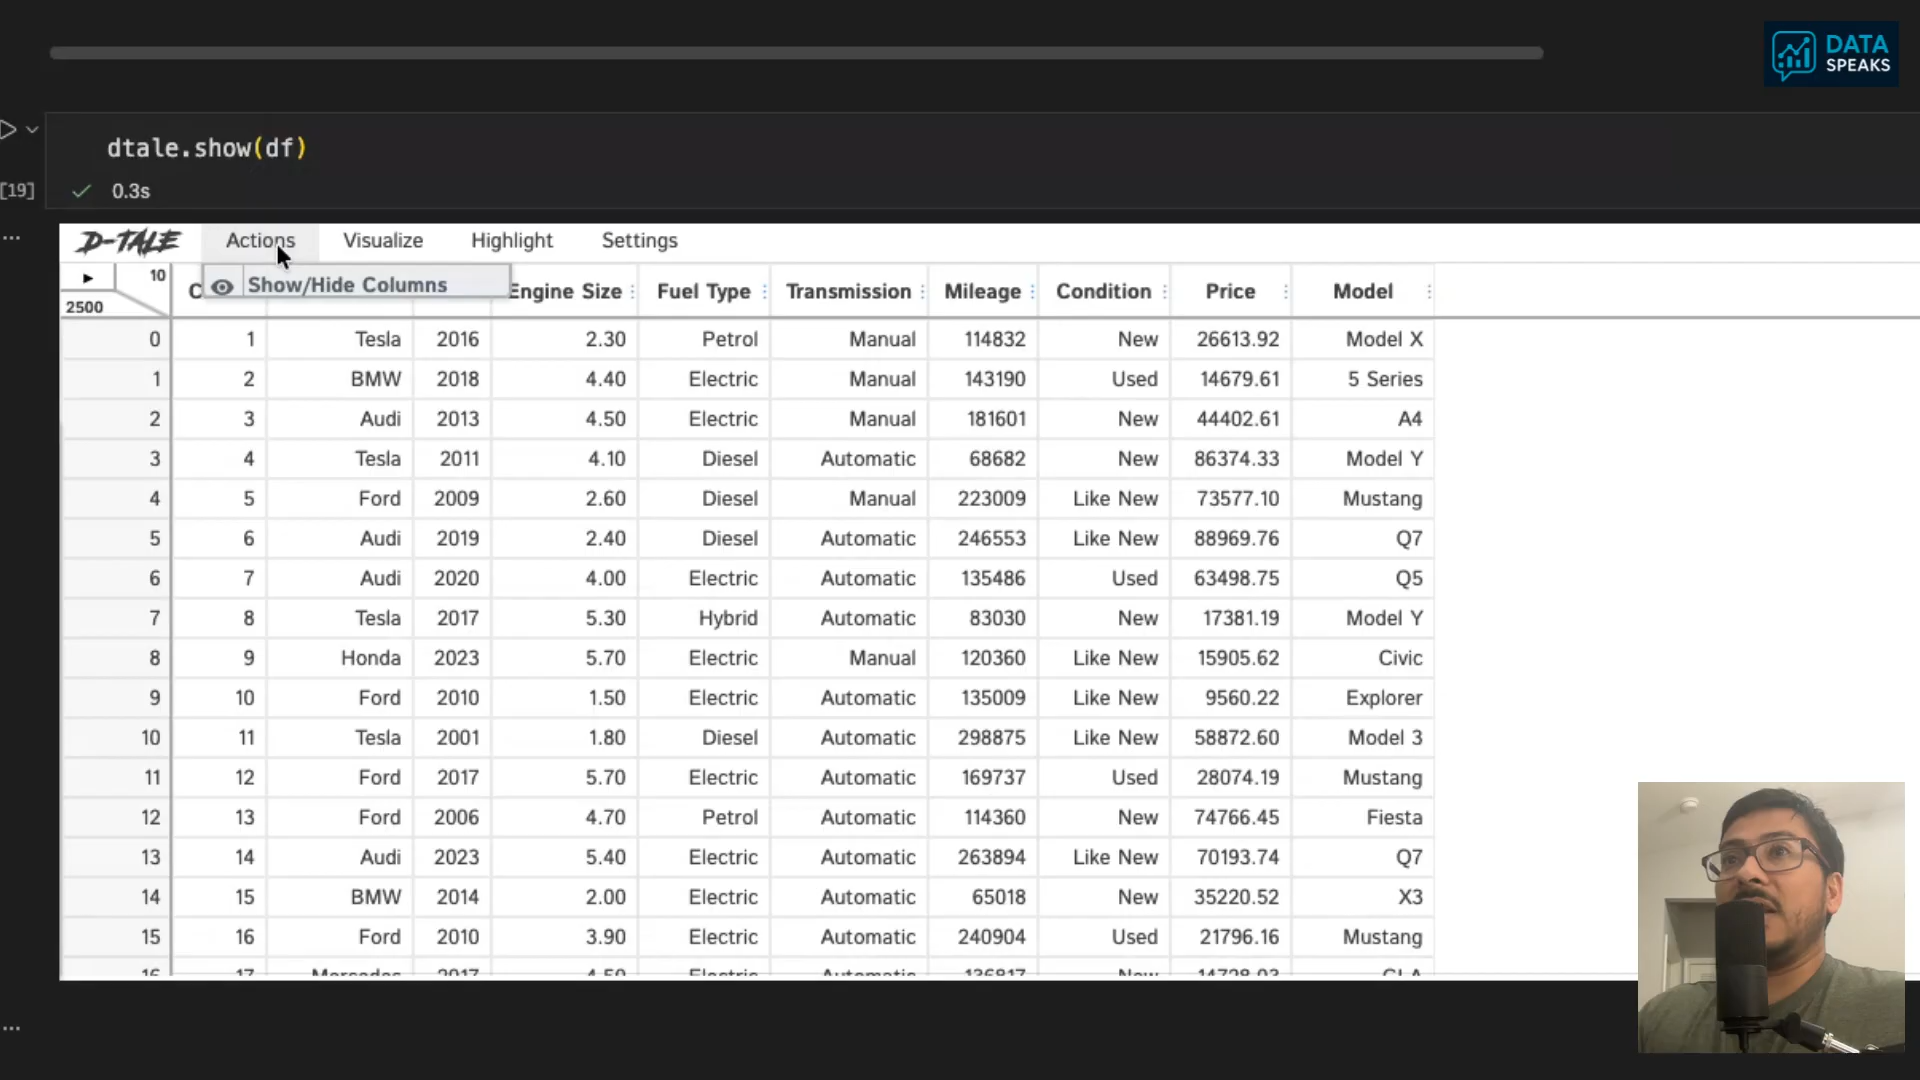 DATA
SPEAKS
dtale.show(df)
[19]
0.3s
D-TALE Actions Visualize Highlight Settings
Show/Hide Columns
10
2500
C Engine Size Fuel Type Transmission Mileage Condition Price Model
0 1 Tesla 2016 2.30 Petrol Manual 114832 New 26613.92 Model X
1 2 BMW 2018 4.40 Electric Manual 143190 Used 14679.61 5 Series
2 3 Audi 2013 4.50 Electric Manual 181601 New 44402.61 A4
3 4 Tesla 2011 4.10 Diesel Automatic 68682 New 86374.33 Model Y
4 5 Ford 2009 2.60 Diesel Manual 223009 Like New 73577.10 Mustang
5 6 Audi 2019 2.40 Diesel Automatic 246553 Like New 88969.76 Q7
6 7 Audi 2020 4.00 Electric Automatic 135486 Used 63498.75 Q5
7 8 Tesla 2017 5.30 Hybrid Automatic 83030 New 17381.19 Model Y
8 9 Honda 2023 5.70 Electric Manual 120360 Like New 15905.62 Civic
9 10 Ford 2010 1.50 Electric Automatic 135009 Like New 9560.22 Explorer
10 11 Tesla 2001 1.80 Diesel Automatic 298875 Like New 58872.60 Model 3
11 12 Ford 2017 5.70 Electric Automatic 169737 Used 28074.19 Mustang
12 13 Ford 2006 4.70 Petrol Automatic 114360 New 74766.45 Fiesta
13 14 Audi 2023 5.40 Electric Automatic 263894 Like New 70193.74 Q7
14 15 BMW 2014 2.00 Electric Automatic 65018 New 35220.52 X3
15 16 Ford 2010 3.90 Electric Automatic 240904 Used 21796.16 Mustang